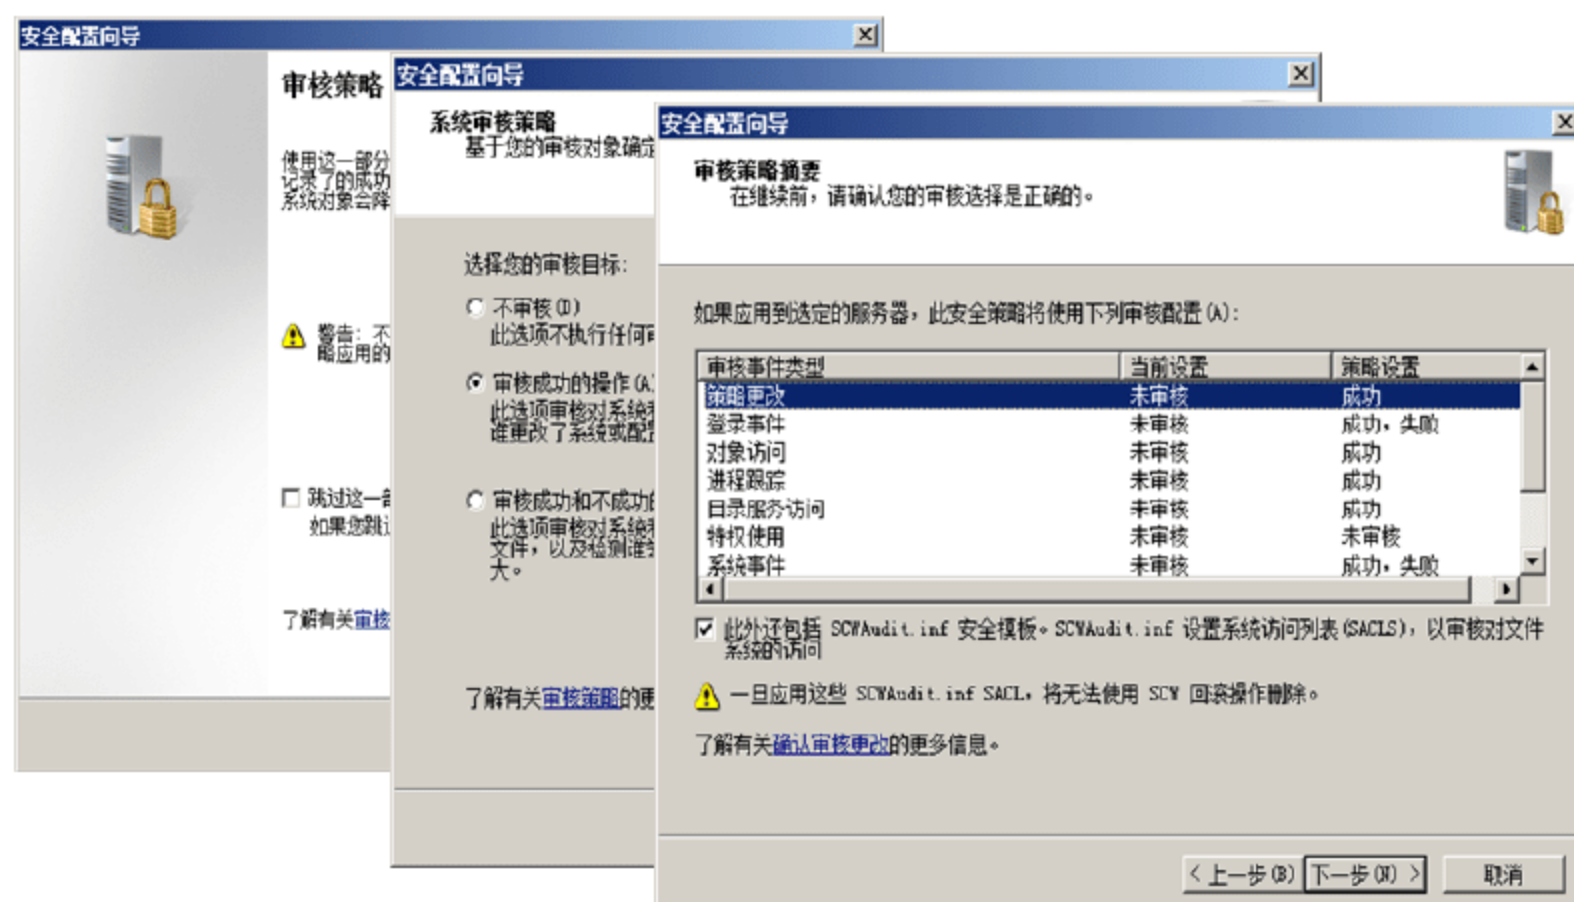 安全配置向导
审核策略
使用这一部分
记录了的成功
系统对象会降
警告: 不
略应用的
跳过这一部
如果您跳过
了解有关审核
安全配置向导
系统审核策略
基于您的审核对象确定
选择您的审核目标:
不审核(D)
此选项不执行任何
审核成功的操作(A)
此选项审核对系统
谁更改了系统或配置
审核成功和不成功
此选项审核对系统
文件，以及检测谁
大。
了解有关审核策略的更
安全配置向导
审核策略摘要
在继续前，请确认您的审核选择是正确的。
如果应用到选定的服务器，此安全策略将使用下列审核配置(A):
审核事件类型 当前设置 策略设置
策略更改 未审核 成功
登录事件 未审核 成功，失败
对象访问 未审核 成功
进程跟踪 未审核 成功
目录服务访问 未审核 成功
特权使用 未审核 未审核
系统事件 未审核 成功，失败
此外还包括 SCWAudit.inf 安全模板。SCWAudit.inf 设置系统访问列表(SACLS)，以审核对文件
系统的访问
一旦应用这些 SCWAudit.inf SACL，将无法使用 SCW 回滚操作删除。
了解有关确认审核更改的更多信息。
< 上一步(B) 下一步(N) > 取消